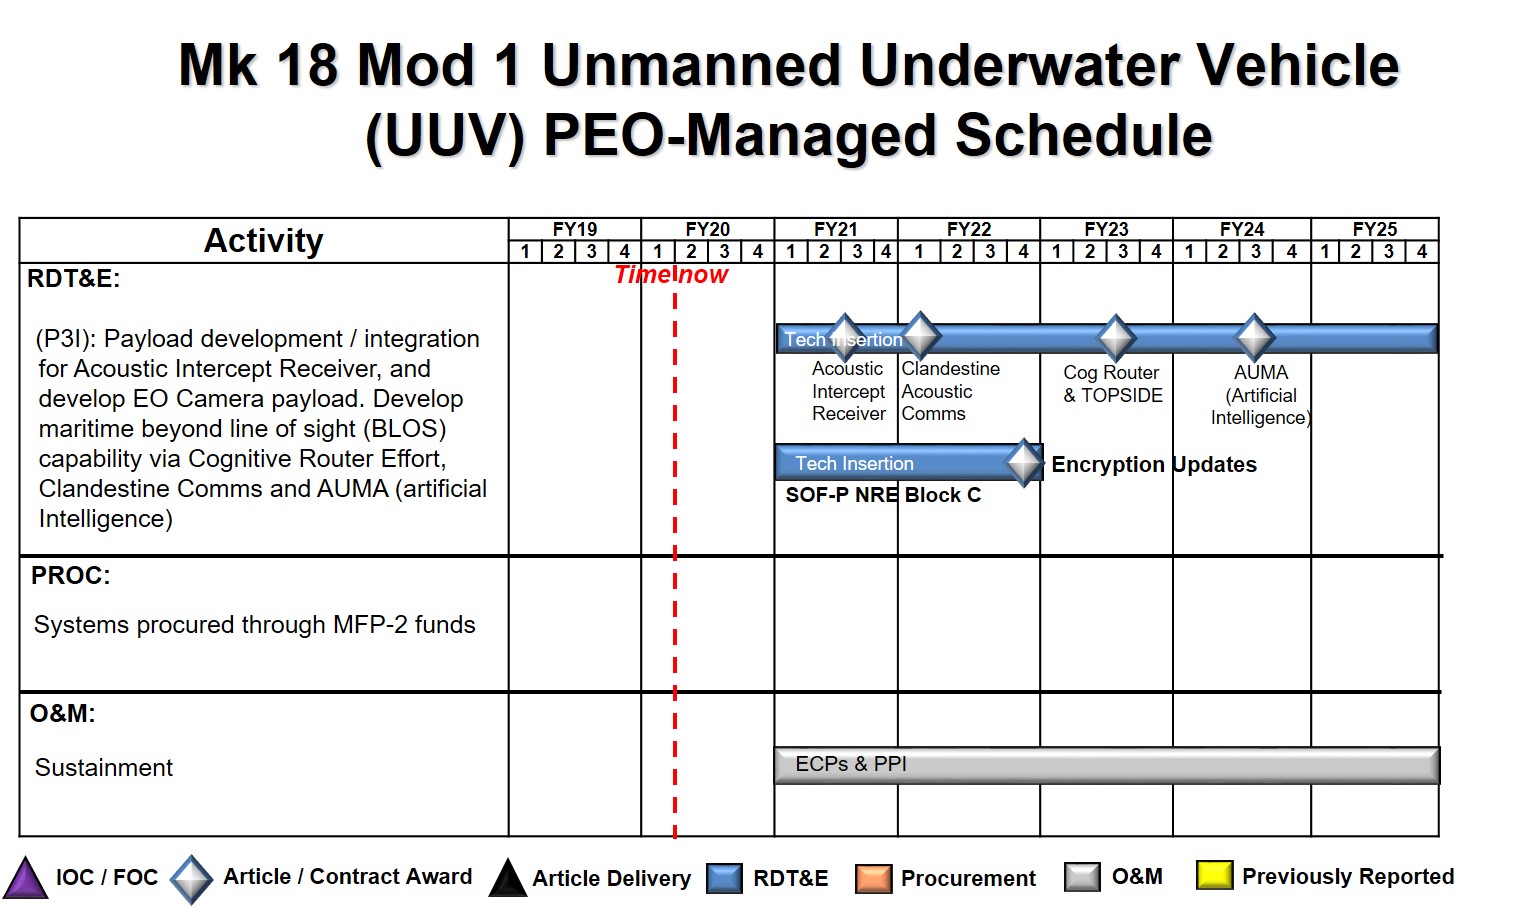 Mk 18 Mod 1 Unmanned Underwater Vehicle
(UUV) PEO-Managed Schedule
Activity
FY19 FY20 FY21 FY22 FY23 FY24 FY25
1 2 3 4 1 2 3 4 1 2 3 4 1 2 3 4 1 2 3 4 1 2 3 4 1 2 3 4
Time now
RDT&E:
(P3I): Payload development / integration
for Acoustic Intercept Receiver, and
develop EO Camera payload. Develop
maritime beyond line of sight (BLOS)
capability via Cognitive Router Effort,
Clandestine Comms and AUMA (artificial
Intelligence)
Tech Insertion
Acoustic
Intercept
Receiver
Clandestine
Acoustic
Comms
Cog Router
& TOPSIDE
AUMA
(Artificial
Intelligence)
Tech Insertion
Encryption Updates
SOF-P NRE Block C
PROC:
Systems procured through MFP-2 funds
O&M:
Sustainment
ECPs & PPI
IOC / FOC
Article / Contract Award
Article Delivery
RDT&E
Procurement
O&M
Previously Reported